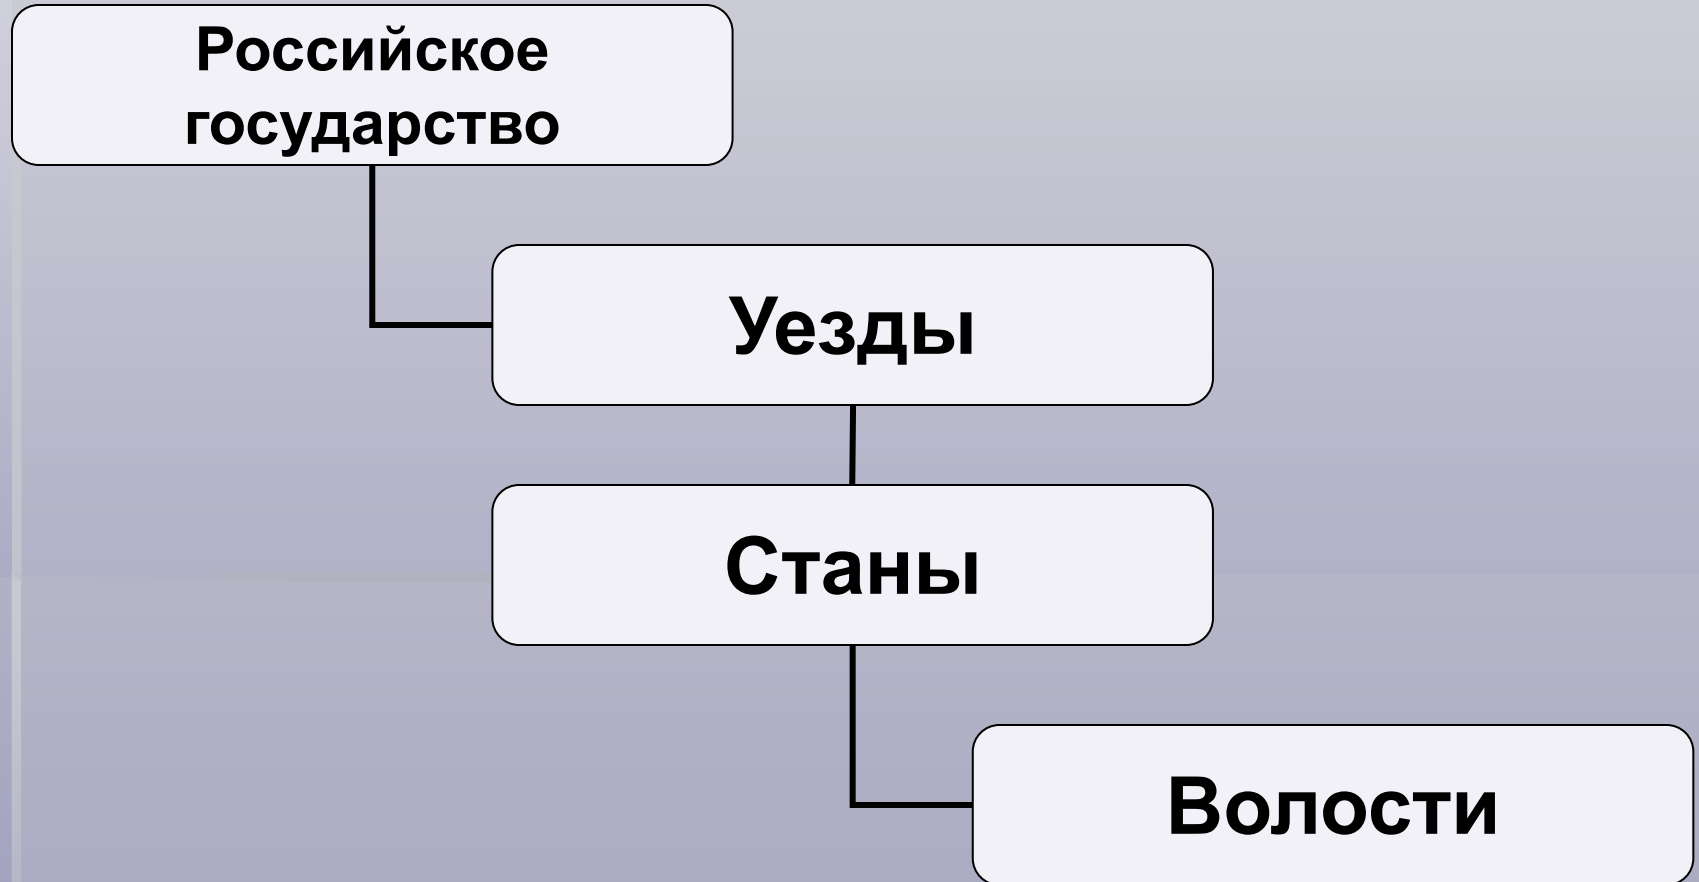 Российское
государство
Уезды
Станы
Волости